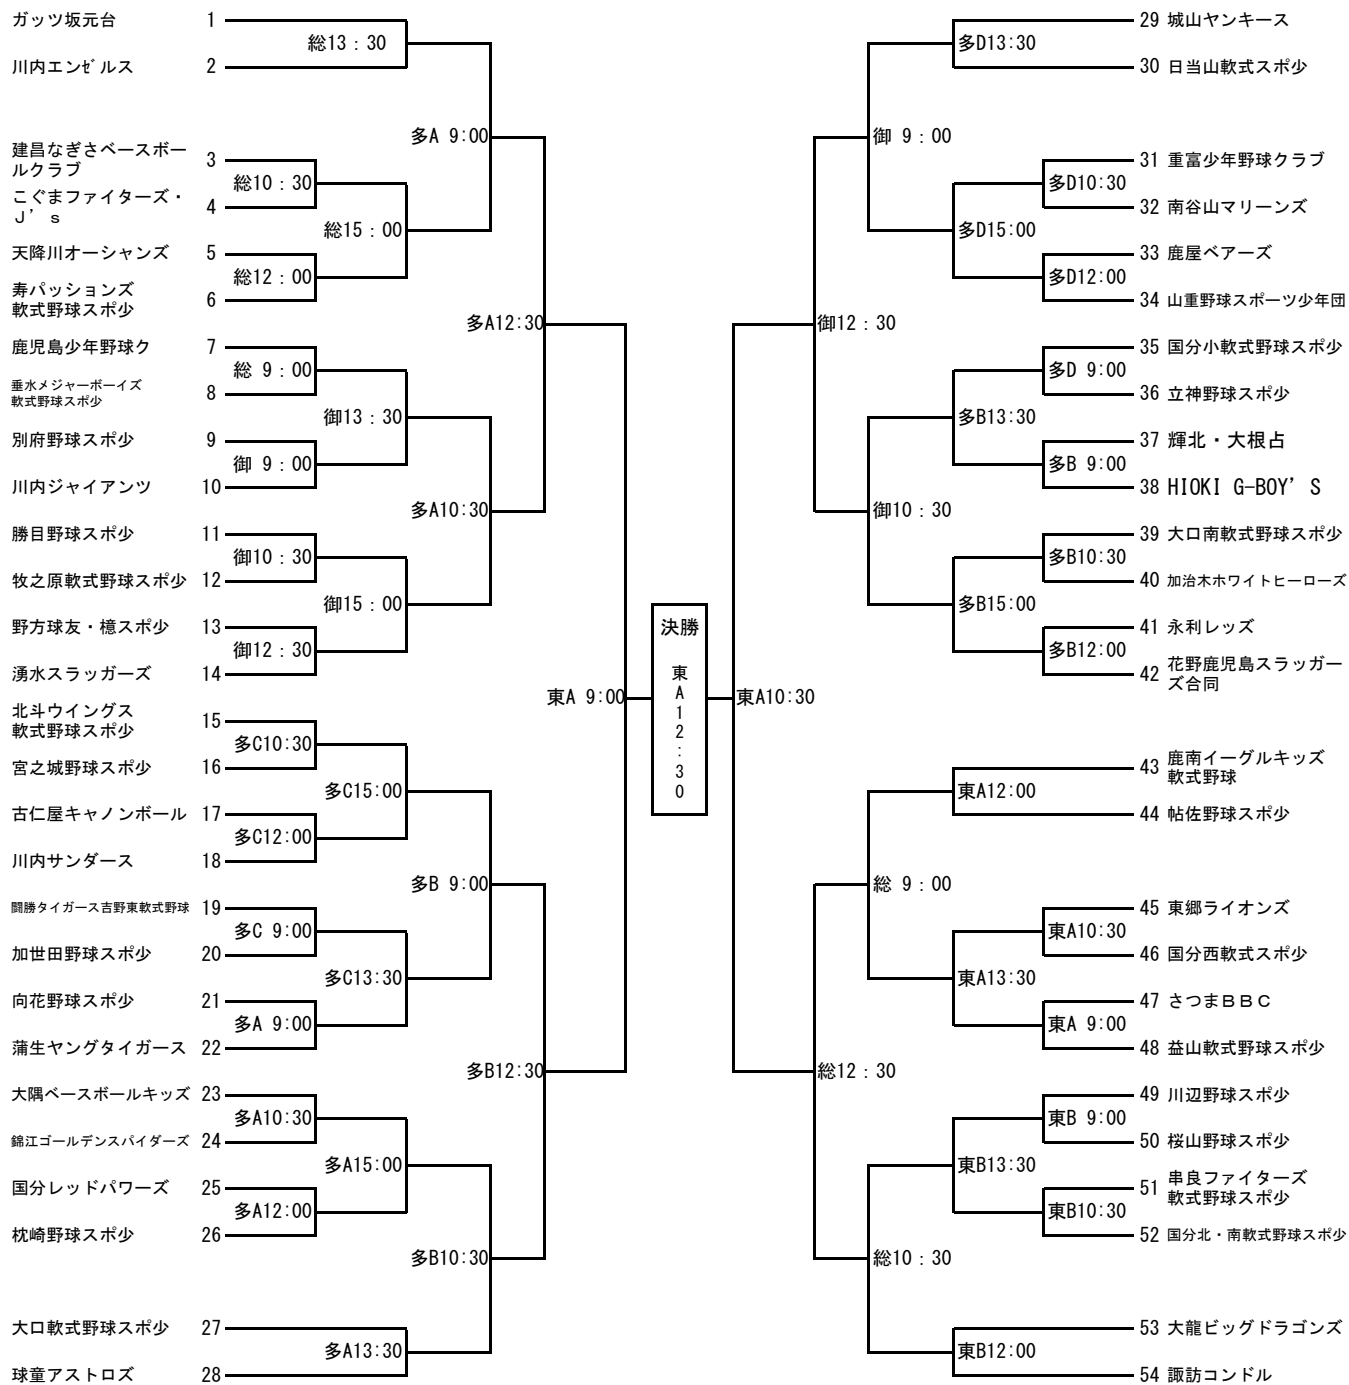 ガッツ坂元台 1
総13：30
川内エンゼルス 2
多A 9:00
建昌なぎさベースボー
ルクラブ 3
総10：30
こぐまファイターズ・
Ｊ’ｓ 4
総15：00
天降川オーシャンズ 5
総12：00
寿パッションズ
軟式野球スポ少 6
多A12:30
鹿児島少年野球ク 7
総 9：00
垂水メジャーボーイズ
軟式野球スポ少 8
御13：30
別府野球スポ少 9
御 9：00
川内ジャイアンツ 10
多A10:30
勝目野球スポ少 11
御10：30
牧之原軟式野球スポ少 12
御15：00
野方球友・檍スポ少 13
御12：30
湧水スラッガーズ 14
東A 9:00
北斗ウイングス
軟式野球スポ少 15
多C10:30
宮之城野球スポ少 16
多C15:00
古仁屋キャノンボール 17
多C12:00
川内サンダース 18
多B 9:00
闘勝タイガース吉野東軟式野球 19
多C 9:00
加世田野球スポ少 20
多C13:30
向花野球スポ少 21
多A 9:00
蒲生ヤングタイガース 22
多B12:30
大隅ベースボールキッズ 23
多A10:30
錦江ゴールデンスパイダーズ 24
多A15:00
国分レッドパワーズ 25
多A12:00
枕崎野球スポ少 26
多B10:30
大口軟式野球スポ少 27
多A13:30
球童アストロズ 28
決勝
東A12:30
29 城山ヤンキース
多D13:30
30 日当山軟式スポ少
御 9：00
31 重富少年野球クラブ
多D10:30
32 南谷山マリーンズ
多D15:00
33 鹿屋ベアーズ
多D12:00
34 山重野球スポーツ少年団
御12：30
35 国分小軟式野球スポ少
多D 9:00
36 立神野球スポ少
多B13:30
37 輝北・大根占
多B 9:00
38 HIOKI G-BOY’S
御10：30
39 大口南軟式野球スポ少
多B10:30
40 加治木ホワイトヒーローズ
多B15:00
41 永利レッズ
多B12:00
42 花野鹿児島スラッガー
ズ合同
東A10:30
43 鹿南イーグルキッズ
軟式野球
東A12:00
44 帖佐野球スポ少
総 9：00
45 東郷ライオンズ
東A10:30
46 国分西軟式スポ少
東A13:30
47 さつまＢＢＣ
東A 9:00
48 益山軟式野球スポ少
総12：30
49 川辺野球スポ少
東B 9:00
50 桜山野球スポ少
東B13:30
51 串良ファイターズ
軟式野球スポ少
東B10:30
52 国分北・南軟式野球スポ少
総10：30
53 大龍ビッグドラゴンズ
東B12:00
54 諏訪コンドル